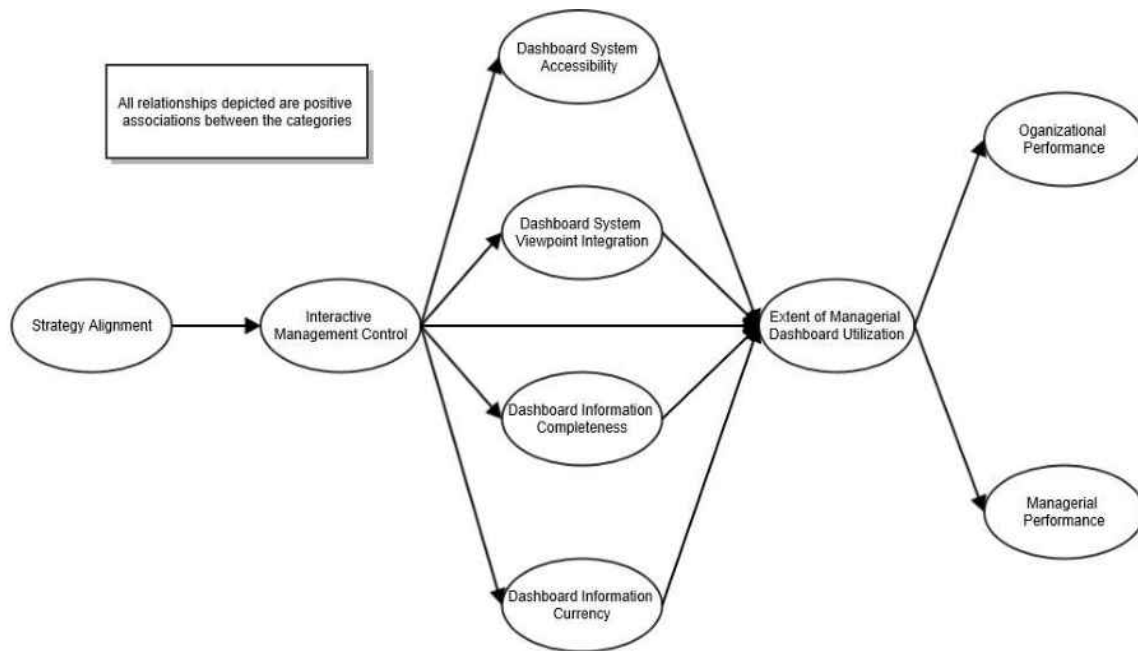 Dashboard System
Accessibility
All relationships depicted are positive
associations between the categories
Oganizational
Performance
Dashboard System
Viewpoint Integration
Strategy Alignment
Interactive
Management Control
Extent of Managerial
Dashboard Utilization
Dashboard Information
Completeness
Managerial
Performance
Dashboard Information
Currency